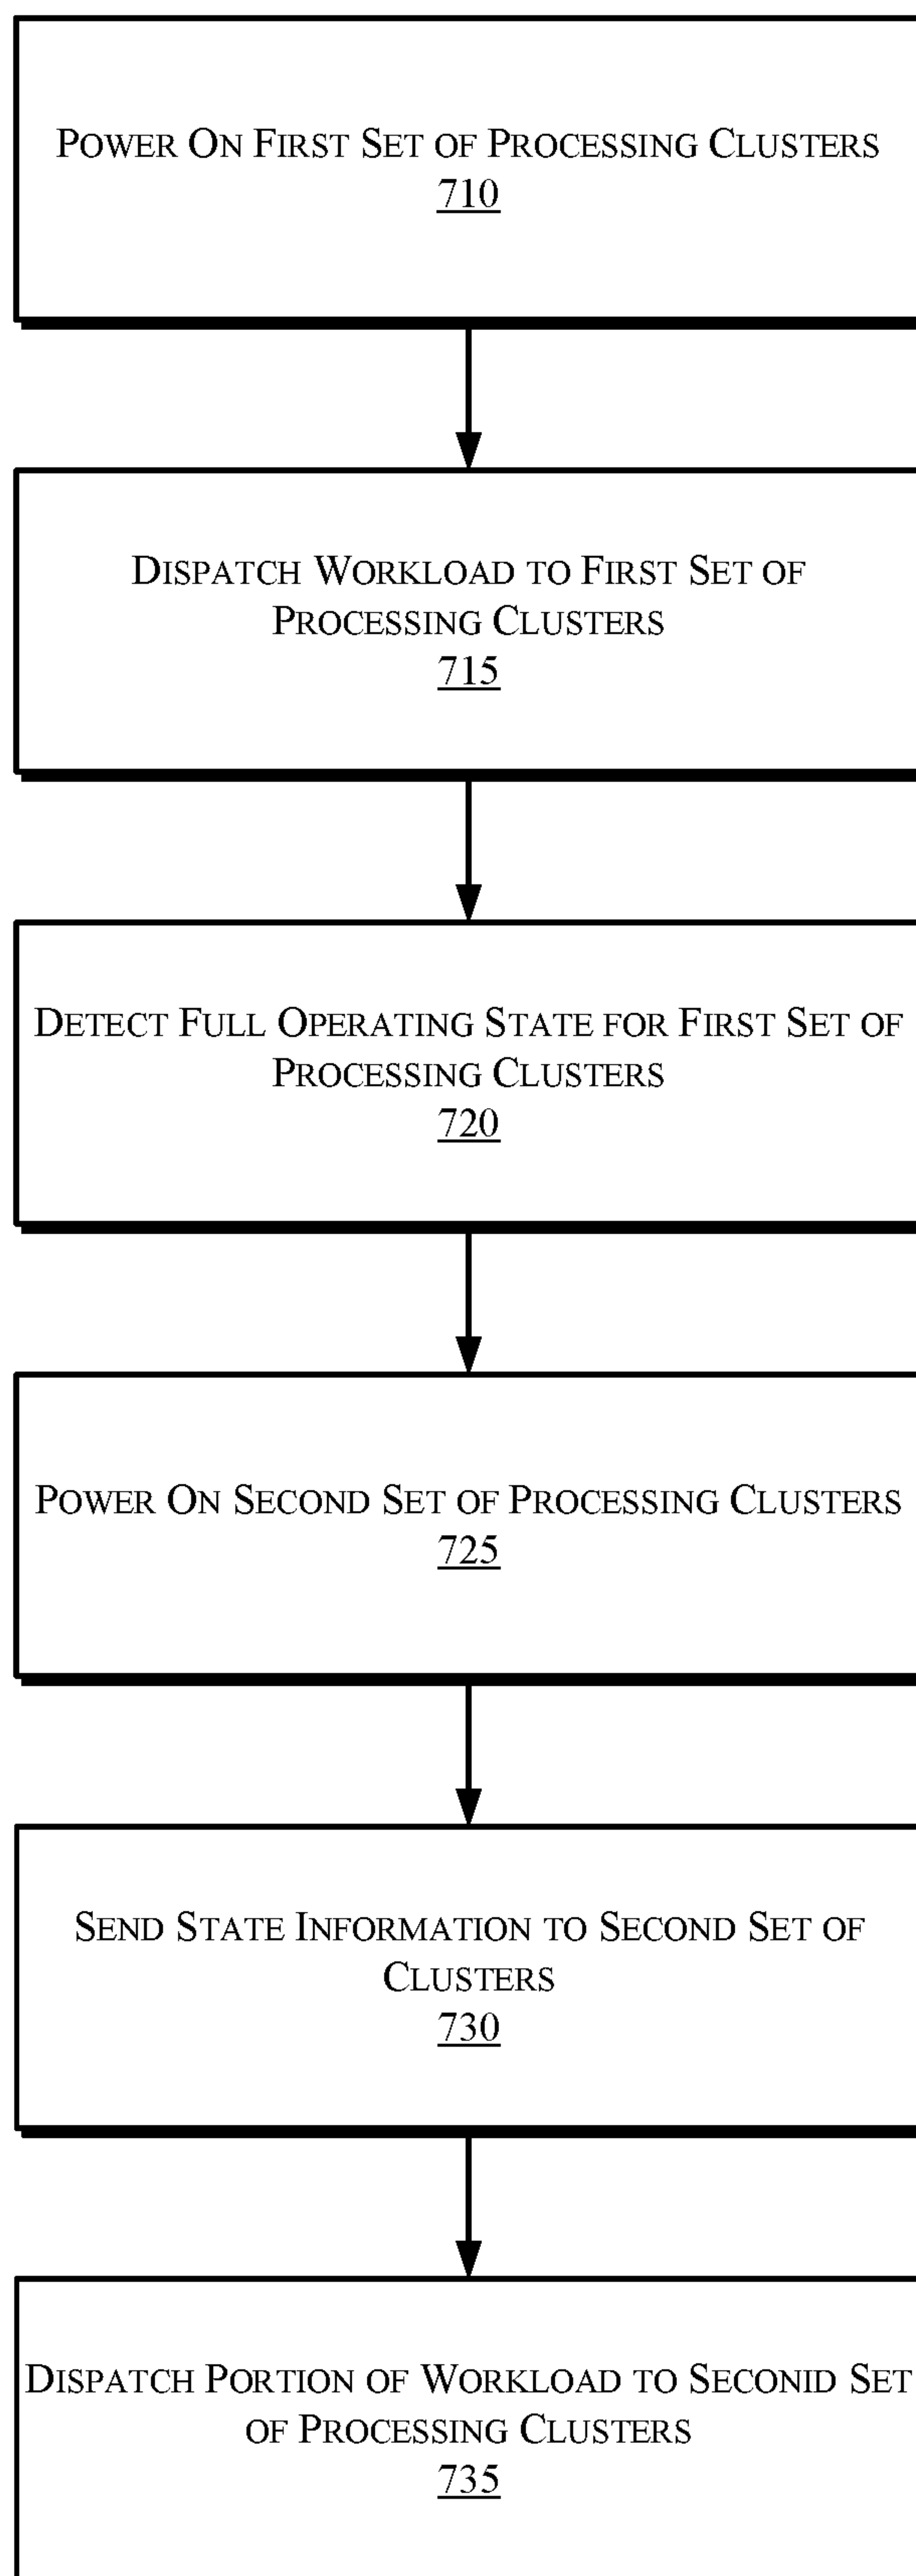 POWER ON FIRST SET OF PROCESSING CLUSTERS
710
DISPATCH WORKLOAD TO FIRST SET OF
PROCESSING CLUSTERS
715
DETECT FULL OPERATING STATE FOR FIRST SET OF
PROCESSING CLUSTERS
720
POWER ON SECOND SET OF PROCESSING CLUSTERS
725
SEND STATE INFORMATION TO SECOND SET OF
CLUSTERS
730
DISPATCH PORTION OF WORKLOAD TO SECONID SET
OF PROCESSING CLUSTERS
735